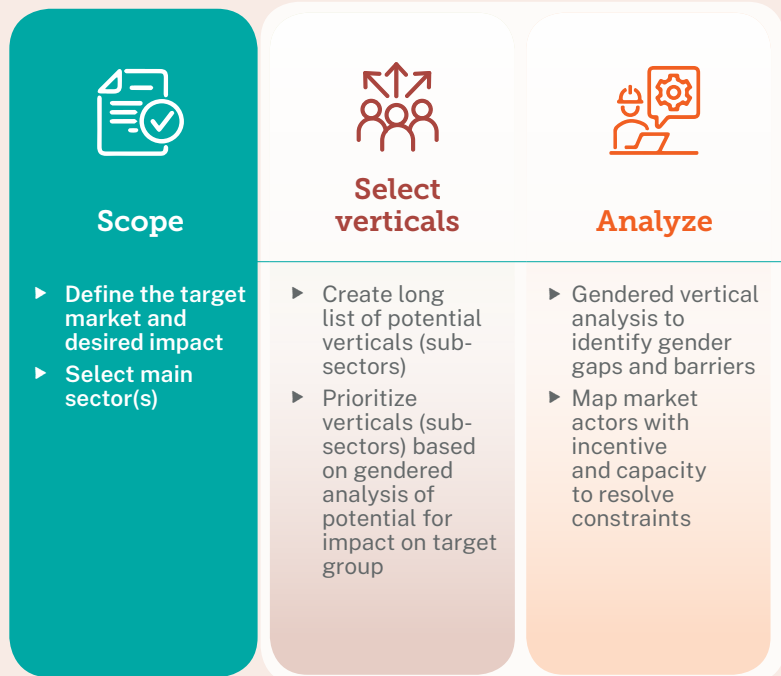 Scope
► Define the target
market and
desired impact
► Select main
sector(s)
Select
verticals
► Create long
list of potential
verticals (sub-
sectors)
► Prioritize
verticals (sub-
sectors) based
on gendered
analysis of
potential for
impact on target
group
Analyze
► Gendered vertical
analysis to
identify gender
gaps and barriers
► Map market
actors with
incentive
and capacity
to resolve
constraints